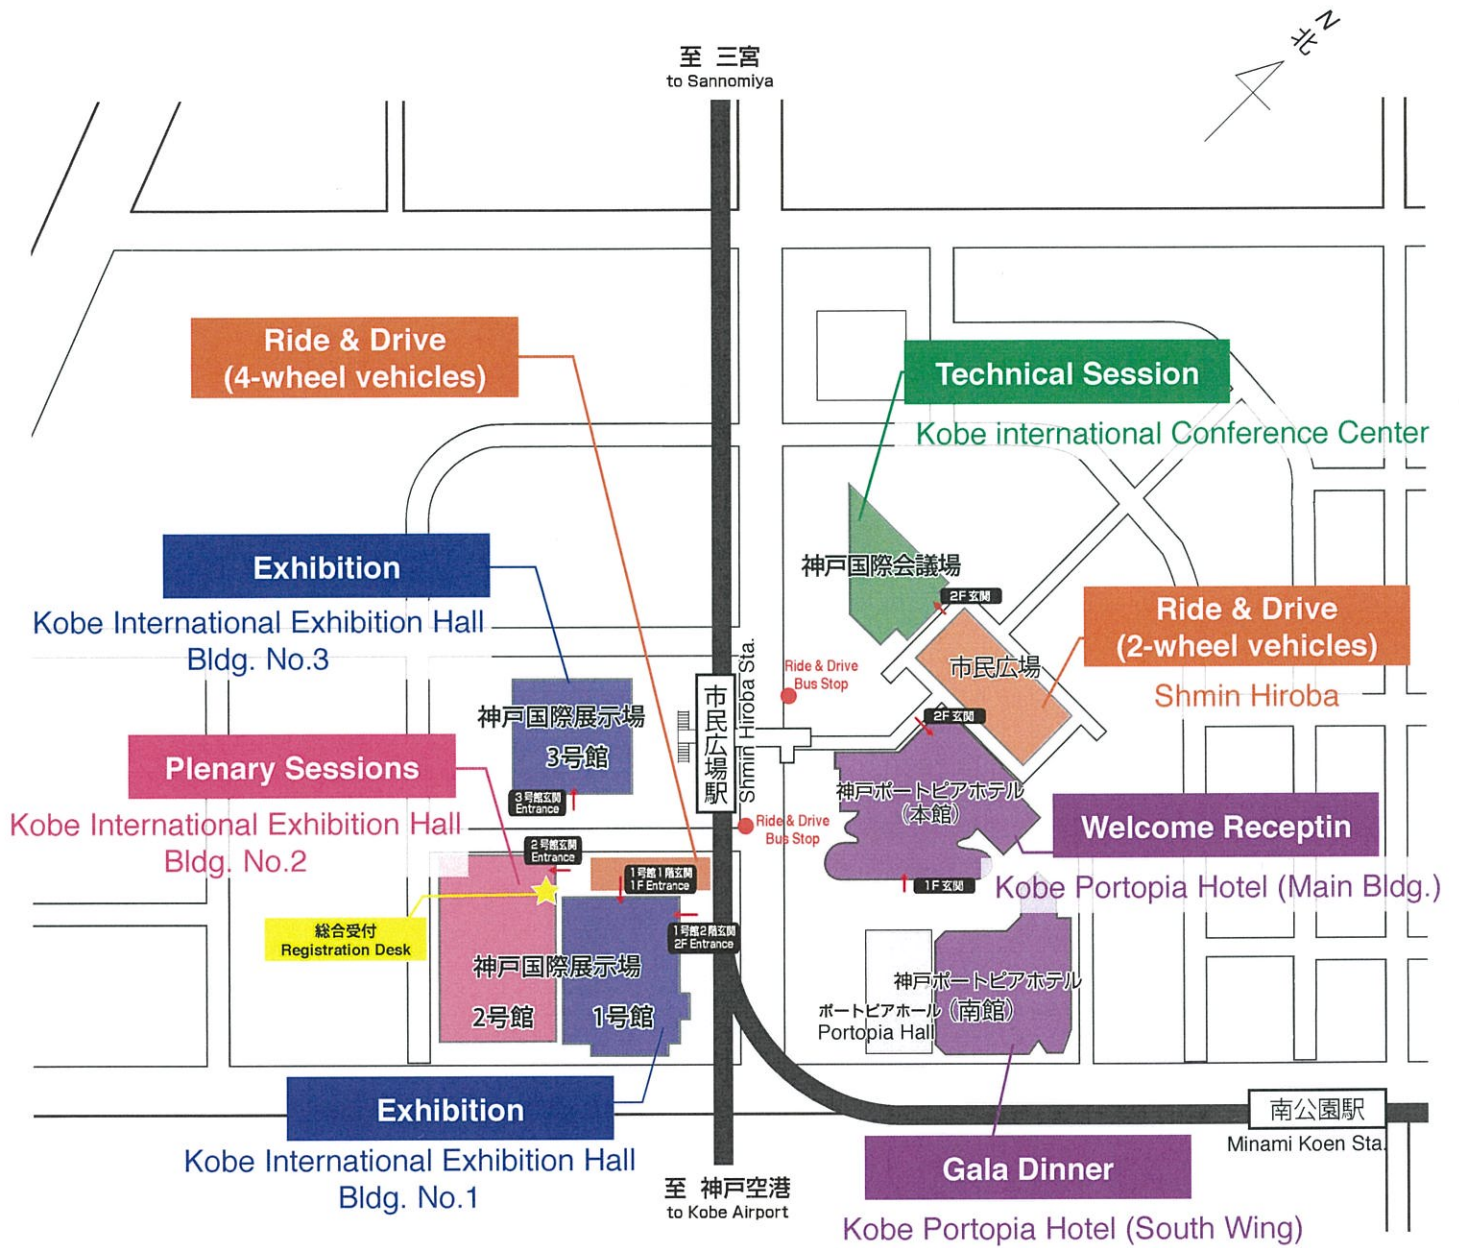 N
北
至 三宮
to Sannomiya
Ride & Drive
(4-wheel vehicles)
Technical Session
Kobe international Conference Center
Exhibition
Kobe International Exhibition Hall
Bldg. No.3
神戸国際会議場
2F 玄関
Ride & Drive
(2-wheel vehicles)
Shmin Hiroba
市民広場
Ride & Drive
Bus Stop
2F 玄関
市民広場駅
Shmin Hiroba Sta.
神戸国際展示場
3号館
3号館玄関
Entrance
Plenary Sessions
Kobe International Exhibition Hall
Bldg. No.2
神戸ポートピアホテル
(本館)
Welcome Receptin
Kobe Portopia Hotel (Main Bldg.)
1F 玄関
Ride & Drive
Bus Stop
2号館玄関
Entrance
1号館1階玄関
1F Entrance
1号館2階玄関
2F Entrance
総合受付
Registration Desk
神戸国際展示場
2号館
1号館
神戸ポートピアホテル
(南館)
ポートピアホール
Portopia Hall
Exhibition
Kobe International Exhibition Hall
Bldg. No.1
南公園駅
Minami Koen Sta.
Gala Dinner
Kobe Portopia Hotel (South Wing)
至 神戸空港
to Kobe Airport